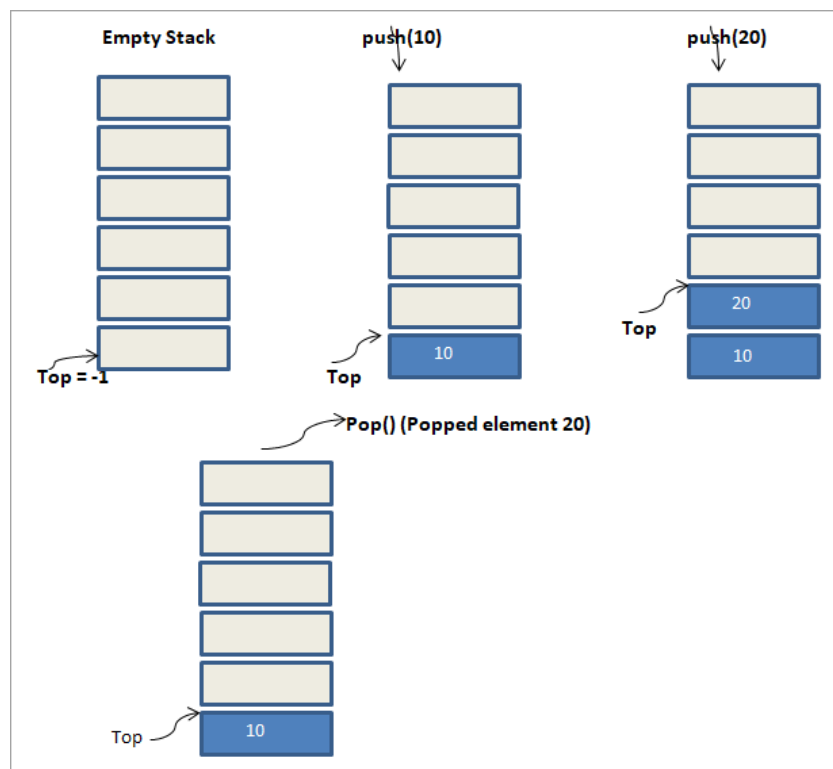 Empty Stack
push(10)
push(20)
Top = -1
Top
10
Top
20
10
Pop() (Popped element 20)
Top
10